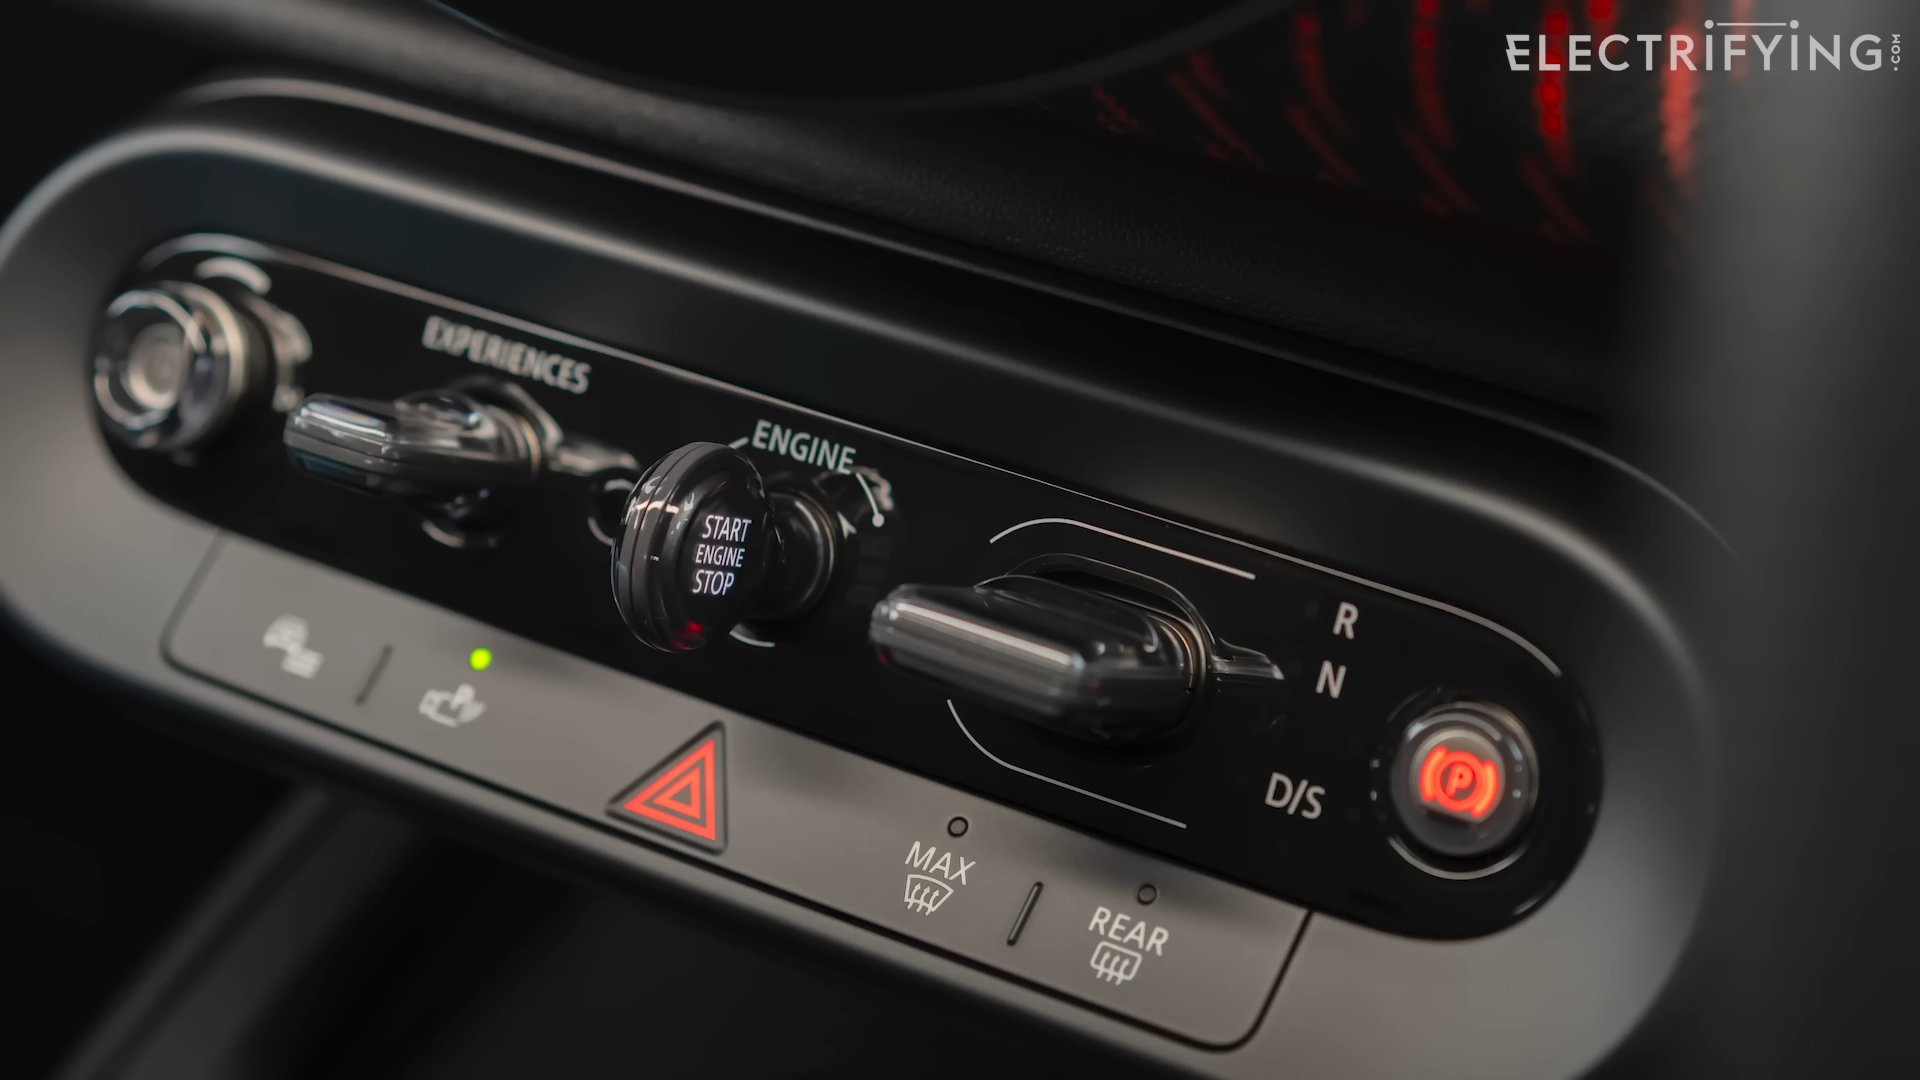 ELECTRIFYING.COM
EXPERIENCES
ENGINE
START
ENGINE
STOP
R
N
D/S
P
P
MAX
REAR